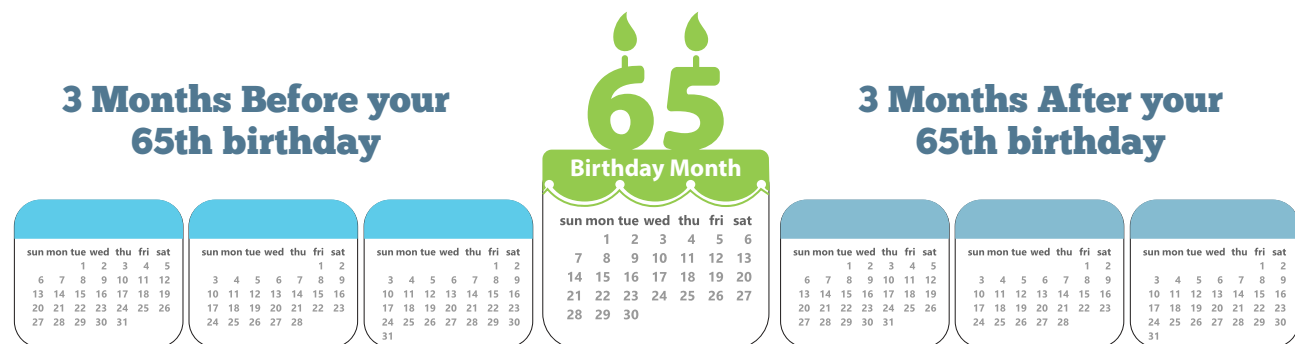 3 Months Before your
65th birthday
sun mon tue wed thu fri sat
1 2 3 4 5
6 7 8 9 10 11 12
13 14 15 16 17 18 19
20 21 22 23 24 25 26
27 28 29 30 31
sun mon tue wed thu fri sat
1 2
3 4 5 6 7 8 9
10 11 12 13 14 15 16
17 18 19 20 21 22 23
24 25 26 27 28
sun mon tue wed thu fri sat
1 2
3 4 5 6 7 8 9
10 11 12 13 14 15 16
17 18 19 20 21 22 23
24 25 26 27 28 29 30
31
65
Birthday Month
sun mon tue wed thu fri sat
1 2 3 4 5 6
7 8 9 10 11 12 13
14 15 16 17 18 19 20
21 22 23 24 25 26 27
28 29 30
3 Months After your
65th birthday
sun mon tue wed thu fri sat
1 2 3 4 5
6 7 8 9 10 11 12
13 14 15 16 17 18 19
20 21 22 23 24 25 26
27 28 29 30 31
sun mon tue wed thu fri sat
1 2
3 4 5 6 7 8 9
10 11 12 13 14 15 16
17 18 19 20 21 22 23
24 25 26 27 28
sun mon tue wed thu fri sat
1 2
3 4 5 6 7 8 9
10 11 12 13 14 15 16
17 18 19 20 21 22 23
24 25 26 27 28 29 30
31